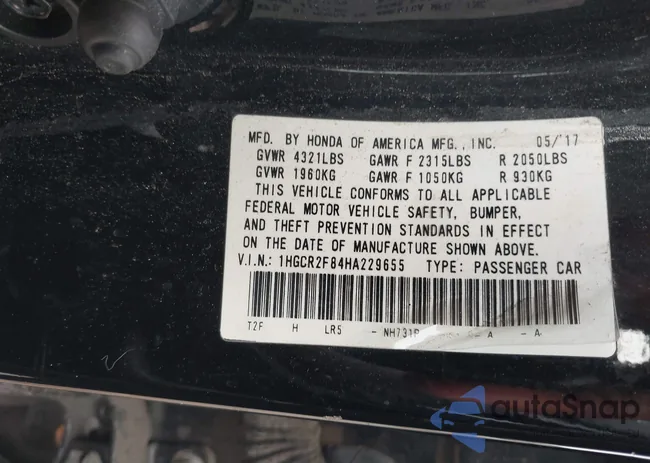 MFD. BY HONDA OF AMERICA MFG., INC. 05/'17
GVWR 4321LBS GAWR F 2315LBS R 2050LBS
GVWR 1960KG GAWR F 1050KG R 930KG
THIS VEHICLE CONFORMS TO ALL APPLICABLE
FEDERAL MOTOR VEHICLE SAFETY, BUMPER,
AND THEFT PREVENTION STANDARDS IN EFFECT
ON THE DATE OF MANUFACTURE SHOWN ABOVE.
V.I.N.: 1HGCR2F84HA229655 TYPE: PASSENGER CAR
T2F H LR5 - NH731P - A - A
autoSnap